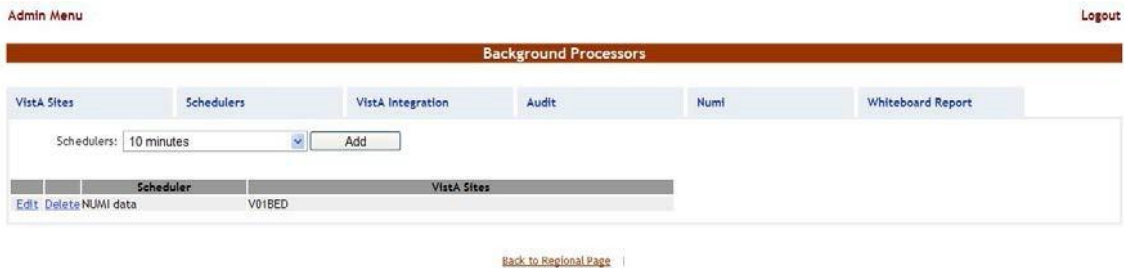 Admin Menu Logout
Background Processors
VistA Sites Schedulers VistA Integration Audit Numi Whiteboard Report
Schedulers: 10 minutes Add
Scheduler VistA Sites
Edit Delete NUMI data V01BED
Back to Regional Page |